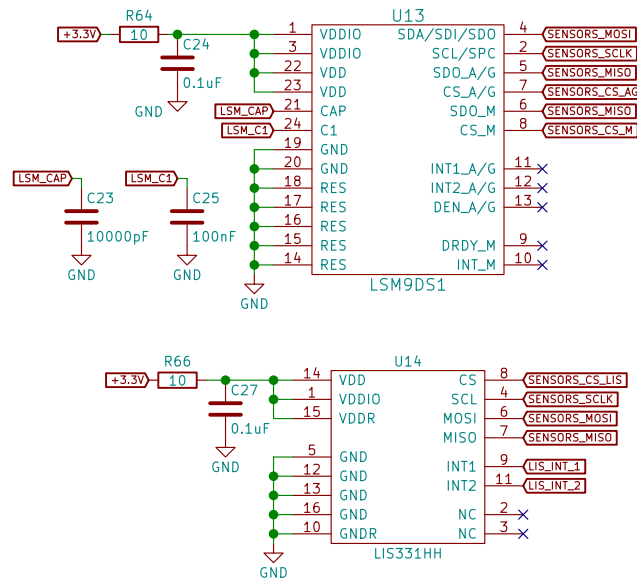 U13
R64
+3.3V
10
C24
0.1uF
GND
1 VDDIO
3 VDDIO
22 VDD
23 VDD
LSM_CAP 21 CAP
LSM_C1 24 C1
19 GND
20 GND
18 RES
17 RES
16 RES
15 RES
14 RES
GND
SDA/SDI/SDO 4 SENSORS_MOSI
SCL/SPC 2 SENSORS_SCLK
SDO_A/G 5 SENSORS_MISO
CS_A/G 7 SENSORS_CS_AG
SDO_M 6 SENSORS_MISO
CS_M 8 SENSORS_CS_M
INT1_A/G 11
INT2_A/G 12
DEN_A/G 13
DRDY_M 9
INT_M 10
LSM9DS1
LSM_CAP
C23
10000pF
GND
LSM_C1
C25
100nF
GND
U14
R66
+3.3V
10
C27
0.1uF
GND
14 VDD
1 VDDIO
15 VDDR
5 GND
12 GND
13 GND
16 GND
10 GNDR
GND
CS 8 SENSORS_CS_LIS
SCL 4 SENSORS_SCLK
MOSI 6 SENSORS_MOSI
MISO 7 SENSORS_MISO
INT1 9 LIS_INT_1
INT2 11 LIS_INT_2
NC 2
NC 3
LIS331HH